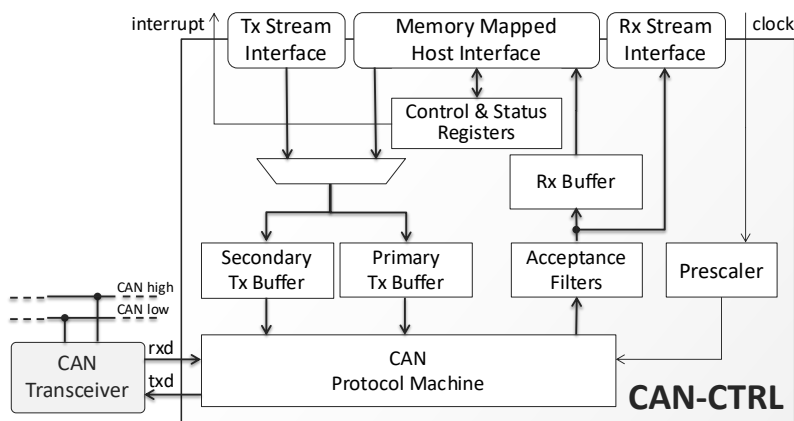 interrupt
Tx Stream
Interface
Memory Mapped
Host Interface
Rx Stream
Interface
clock
Control & Status
Registers
Rx Buffer
Secondary
Tx Buffer
Primary
Tx Buffer
Acceptance
Filters
Prescaler
CAN high
CAN low
CAN
Transceiver
rxd
txd
CAN
Protocol Machine
CAN-CTRL